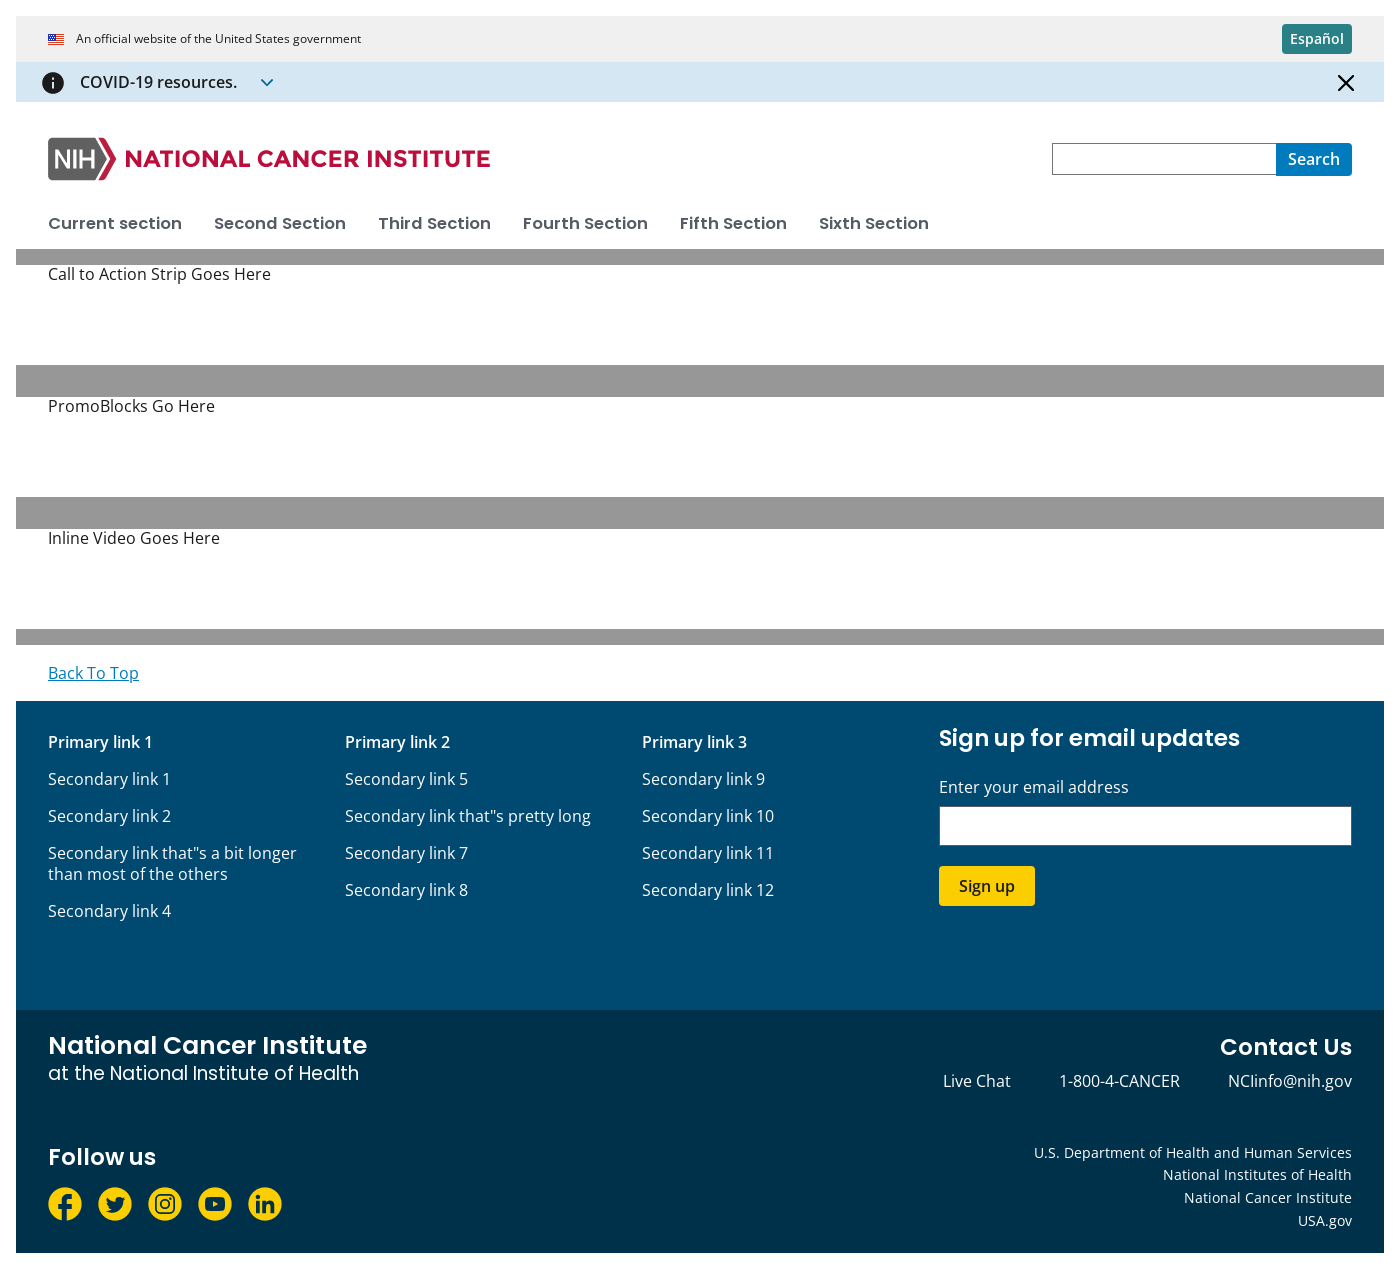 An official website of the United States government
Español
COVID-19 resources.
NIH NATIONAL CANCER INSTITUTE
Search
Current section Second Section Third Section Fourth Section Fifth Section Sixth Section
Call to Action Strip Goes Here
PromoBlocks Go Here
Inline Video Goes Here
Back To Top
Primary link 1
Secondary link 1
Secondary link 2
Secondary link that"s a bit longer
than most of the others
Secondary link 4
Primary link 2
Secondary link 5
Secondary link that"s pretty long
Secondary link 7
Secondary link 8
Primary link 3
Secondary link 9
Secondary link 10
Secondary link 11
Secondary link 12
Sign up for email updates
Enter your email address
Sign up
National Cancer Institute
at the National Institute of Health
Contact Us
Live Chat 1-800-4-CANCER NCIinfo@nih.gov
Follow us
U.S. Department of Health and Human Services
National Institutes of Health
National Cancer Institute
USA.gov